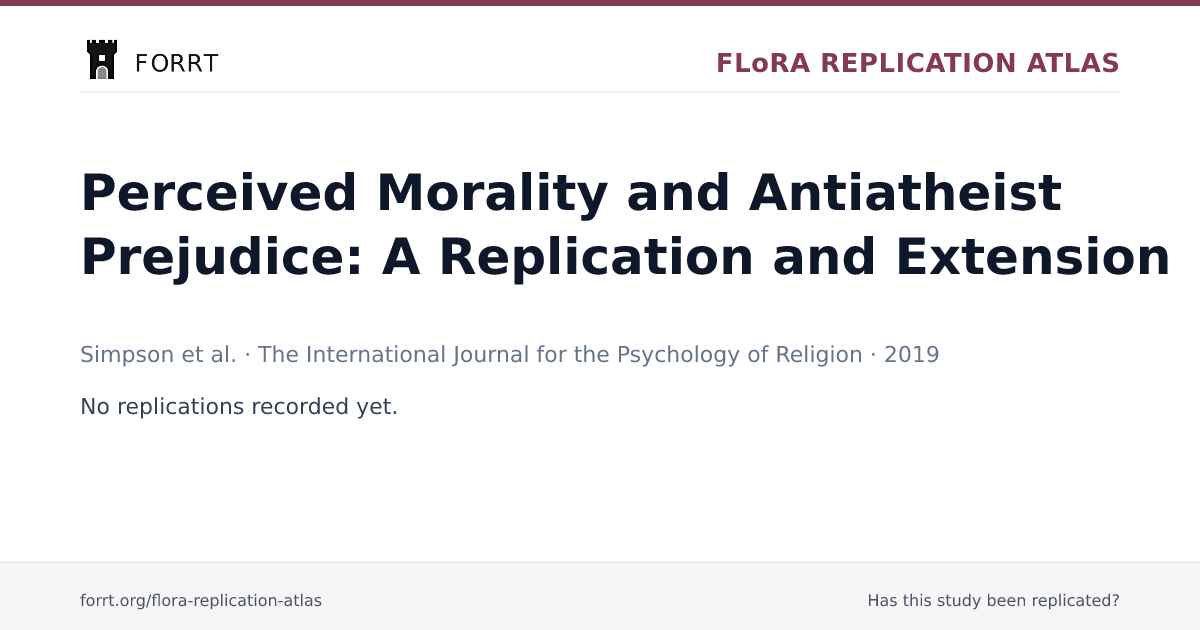 FORRT
FLoRA REPLICATION ATLAS
Perceived Morality and Antiatheist
Prejudice: A Replication and Extension
Simpson et al. · The International Journal for the Psychology of Religion · 2019
No replications recorded yet.
forrt.org/flora-replication-atlas
Has this study been replicated?